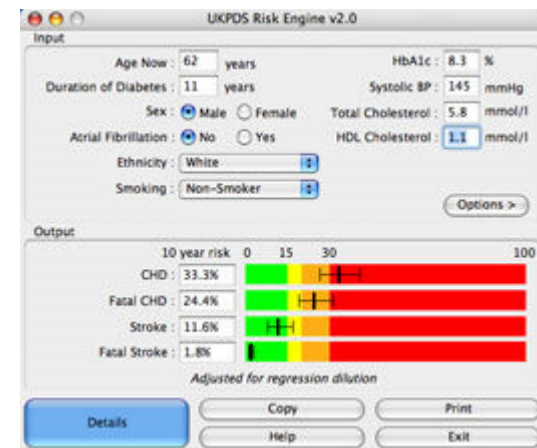 UKPDS Risk Engine v2.0
Input
Age Now : 62 years HbA1c : 8.3 %
Duration of Diabetes : 11 years Systolic BP : 145 mmHg
Sex : Male Female Total Cholesterol : 5.8 mmol/l
Atrial Fibrillation : No Yes HDL Cholesterol : 1.1 mmol/l
Ethnicity : White
Smoking : Non-Smoker
Options >
Output
10 year risk 0 15 30 100
CHD : 33.3%
Fatal CHD : 24.4%
Stroke : 11.6%
Fatal Stroke : 1.8%
Adjusted for regression dilution
Details Copy Print
Help Exit